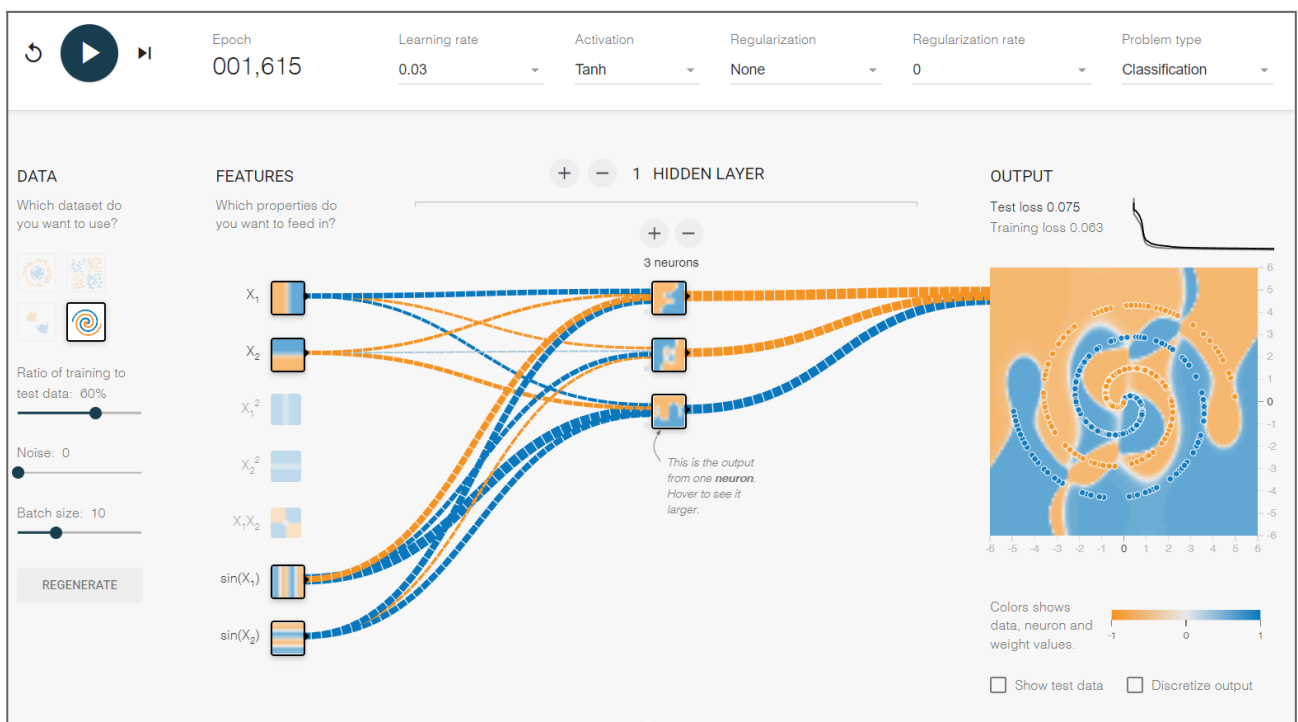 Epoch
001,615
Learning rate
0.03
Activation
Tanh
Regularization
None
Regularization rate
0
Problem type
Classification
DATA
Which dataset do
you want to use?
Ratio of training to
test data: 60%
Noise: 0
Batch size: 10
REGENERATE
FEATURES
Which properties do
you want to feed in?
X₁
X₂
X₁²
X₂²
X₁X₂
sin(X₁)
sin(X₂)
+ − 1 HIDDEN LAYER
+ −
3 neurons
This is the output
from one neuron.
Hover to see it
larger.
OUTPUT
Test loss 0.075
Training loss 0.063
6
5
4
3
2
1
0
-1
-2
-3
-4
-5
-6
-6 -5 -4 -3 -2 -1 0 1 2 3 4 5 6
Colors shows
data, neuron and
weight values.
-1 0 1
Show test data
Discretize output